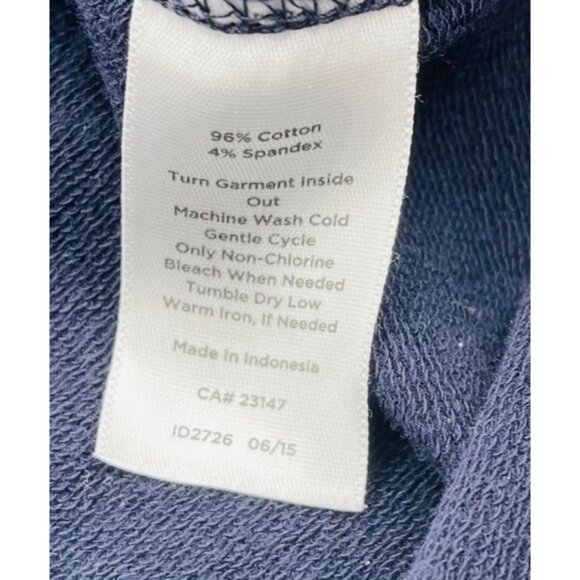 96% Cotton
4% Spandex
Turn Garment Inside
Out
Machine Wash Cold
Gentle Cycle
Only Non-Chlorine
Bleach When Needed
Tumble Dry Low
Warm Iron, If Needed
Made In Indonesia
CA# 23147
ID2726 06/15